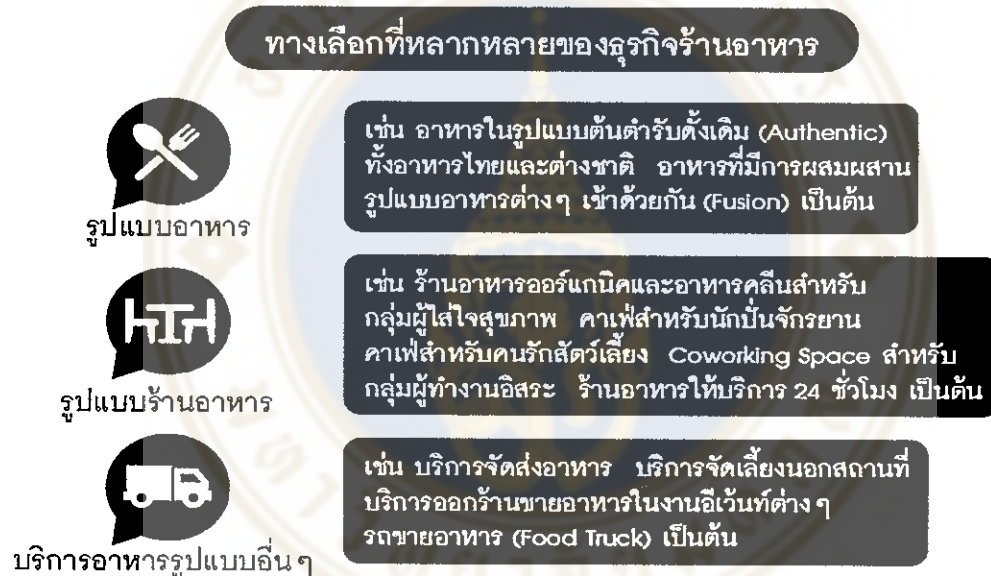 ทางเลือกที่หลากหลายของธุรกิจร้านอาหาร
เช่น อาหารในรูปแบบต้นตำรับดั้งเดิม (Authentic)
ทั้งอาหารไทยและต่างชาติ อาหารที่มีการผสมผสาน
รูปแบบอาหารต่างๆ เข้าด้วยกัน (Fusion) เป็นต้น
รูปแบบอาหาร
เช่น ร้านอาหารออร์แกนิคและอาหารคลีนสำหรับ
กลุ่มผู้ใส่ใจสุขภาพ คาเฟ่สำหรับนักปั่นจักรยาน
คาเฟ่สำหรับคนรักสัตว์เลี้ยง Coworking Space สำหรับ
กลุ่มผู้ทำงานอิสระ ร้านอาหารให้บริการ 24 ชั่วโมง เป็นต้น
รูปแบบร้านอาหาร
เช่น บริการจัดส่งอาหาร บริการจัดเลี้ยงนอกสถานที่
บริการออกร้านขายอาหารในงานอีเว้นท์ต่างๆ
รถขายอาหาร (Food Truck) เป็นต้น
บริการอาหารรูปแบบอื่นๆ